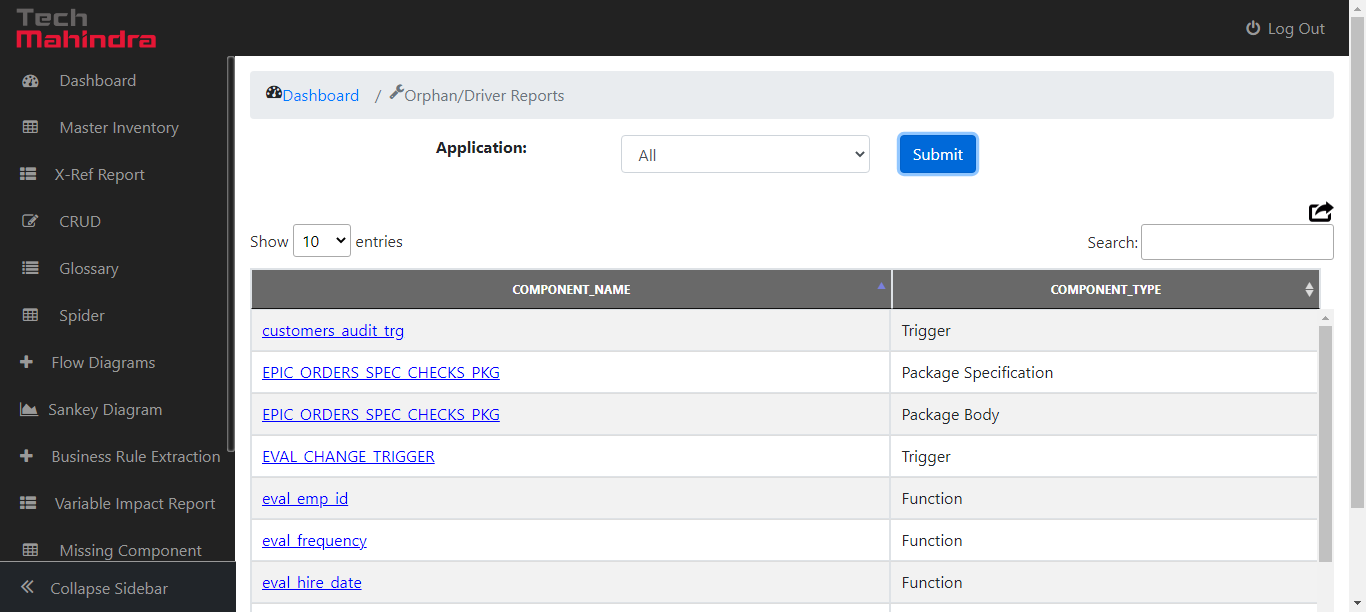 Tech
Mahindra
Log Out
Dashboard
Master Inventory
X-Ref Report
CRUD
Glossary
Spider
Flow Diagrams
Sankey Diagram
Business Rule Extraction
Variable Impact Report
Missing Component
Collapse Sidebar
Dashboard / Orphan/Driver Reports
Application: All Submit
Show 10 entries Search:
COMPONENT_NAME COMPONENT_TYPE
customers_audit_trg Trigger
EPIC_ORDERS_SPEC_CHECKS_PKG Package Specification
EPIC_ORDERS_SPEC_CHECKS_PKG Package Body
EVAL_CHANGE_TRIGGER Trigger
eval_emp_id Function
eval_frequency Function
eval_hire_date Function